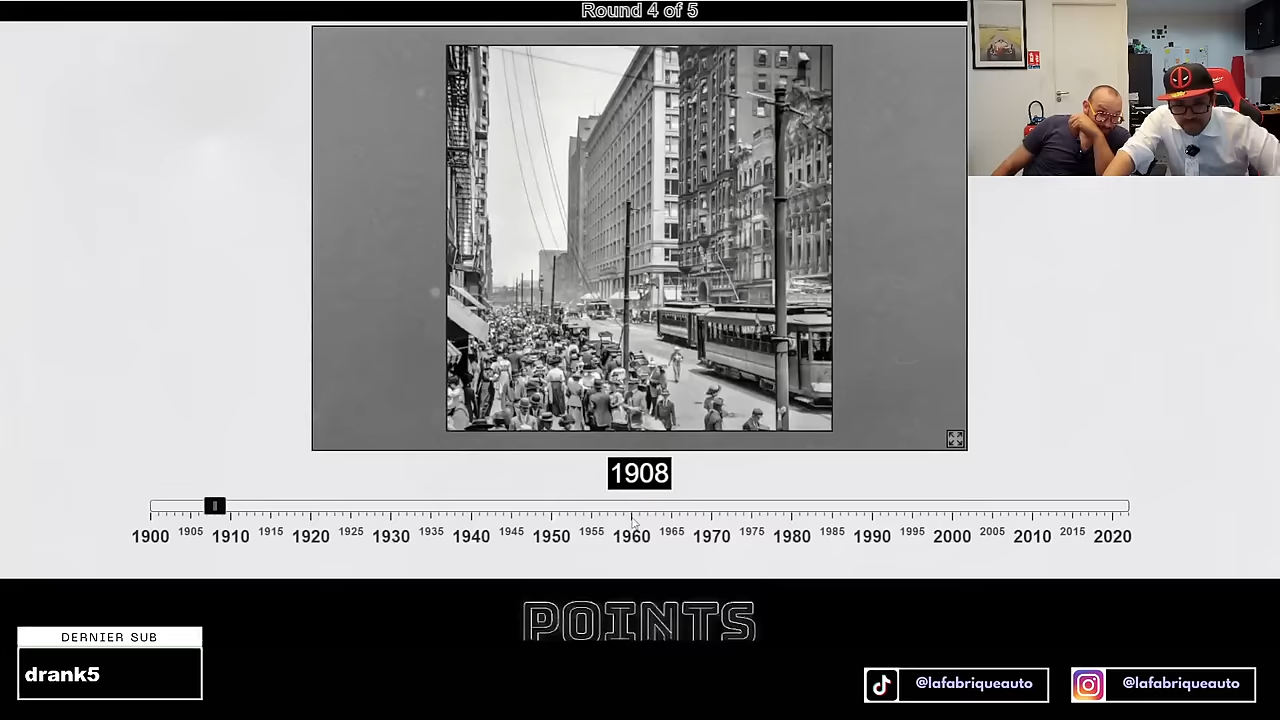 Round 4 of 5
1908
1900 1905 1910 1915 1920 1925 1930 1935 1940 1945 1950 1955 1960 1965 1970 1975 1980 1985 1990 1995 2000 2005 2010 2015 2020
POINTS
DERNIER SUB
drank5
@lafabriqueauto
@lafabriqueauto